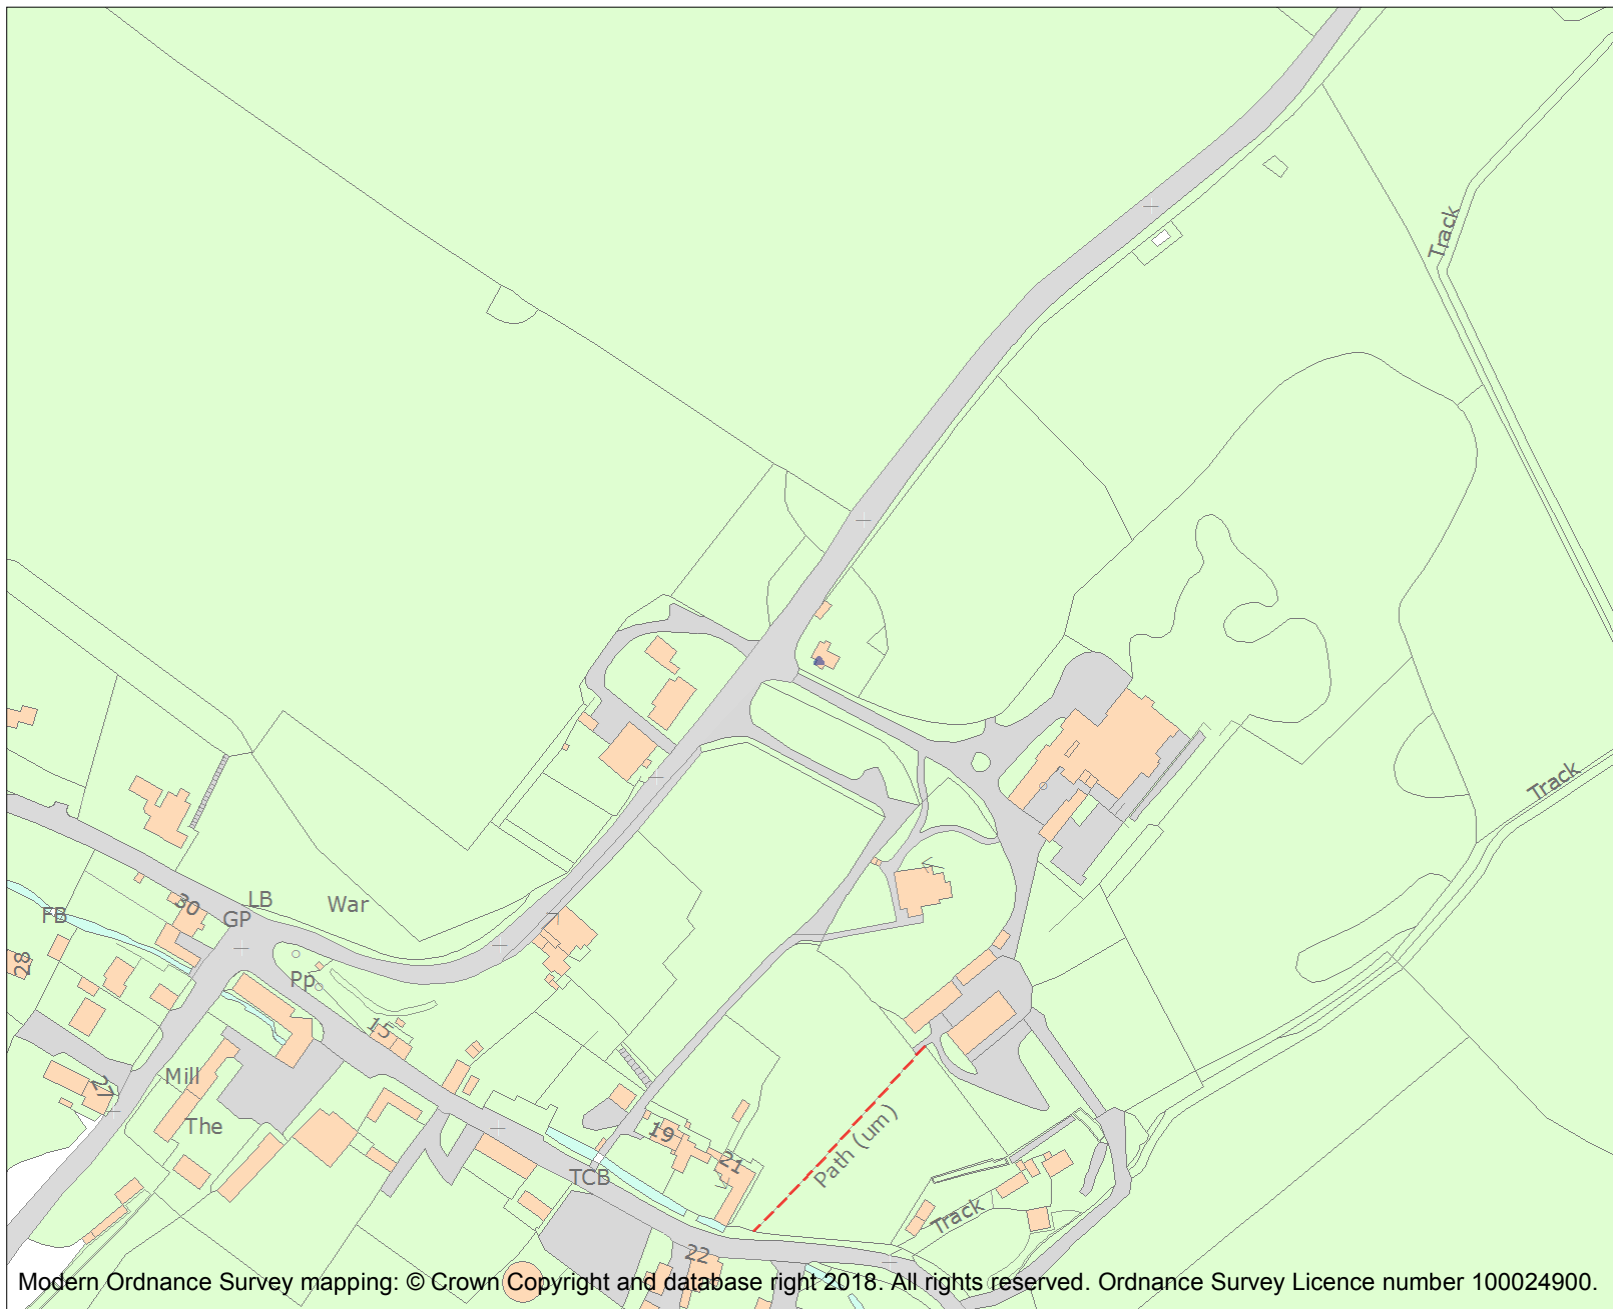 Track
Track
30
LB
War
GP
FB
28
Pp
15
Mill
27
The
19
21
TCB
Path (um)
Track
22
Modern Ordnance Survey mapping: © Crown Copyright and database right 2018. All rights reserved. Ordnance Survey Licence number 100024900.